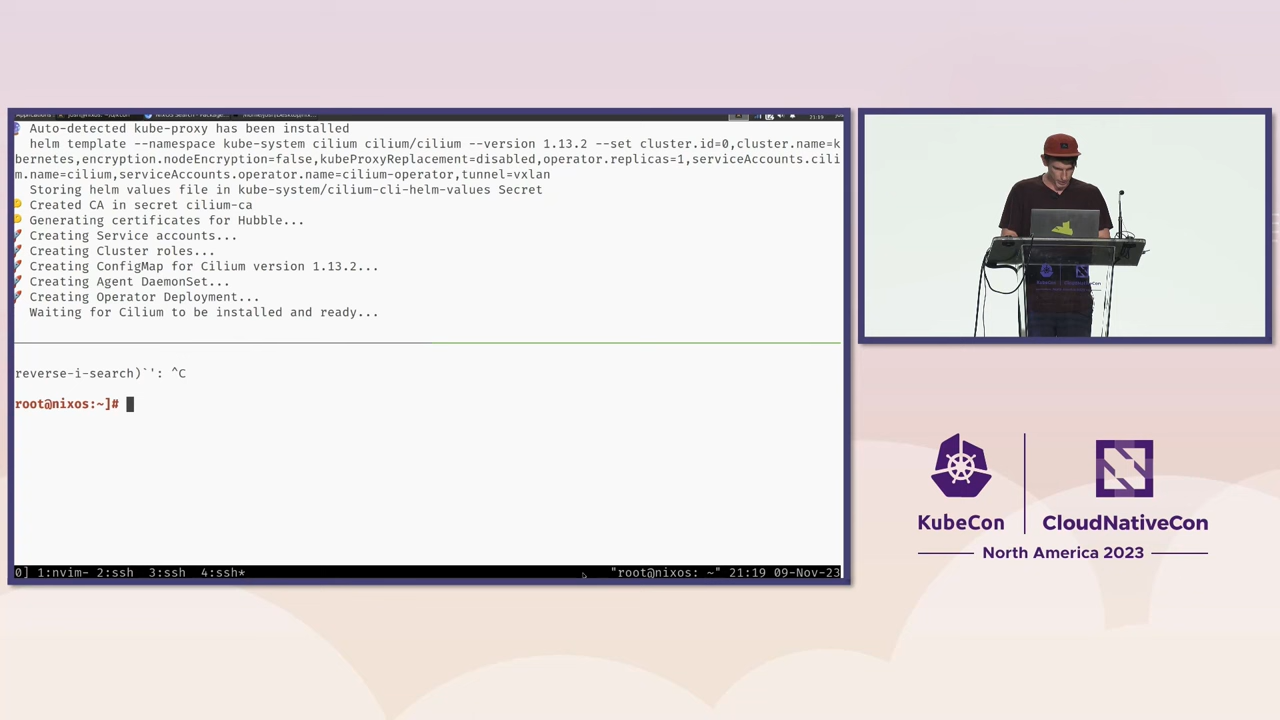 Auto-detected kube-proxy has been installed
helm template --namespace kube-system cilium cilium/cilium --version 1.13.2 --set cluster.id=0,cluster.name=k
bernetes,encryption.nodeEncryption=false,kubeProxyReplacement=disabled,operator.replicas=1,serviceAccounts.cili
m.name=cilium,serviceAccounts.operator.name=cilium-operator,tunnel=vxlan
Storing helm values file in kube-system/cilium-cli-helm-values Secret
Created CA in secret cilium-ca
Generating certificates for Hubble...
Creating Service accounts...
Creating Cluster roles...
Creating ConfigMap for Cilium version 1.13.2...
Creating Agent DaemonSet...
Creating Operator Deployment...
Waiting for Cilium to be installed and ready...
reverse-i-search)`': ^C
root@nixos:~]#
0] 1:nvim- 2:ssh 3:ssh 4:ssh* "root@nixos: ~" 21:19 09-Nov-23
KubeCon
CloudNativeCon
North America 2023